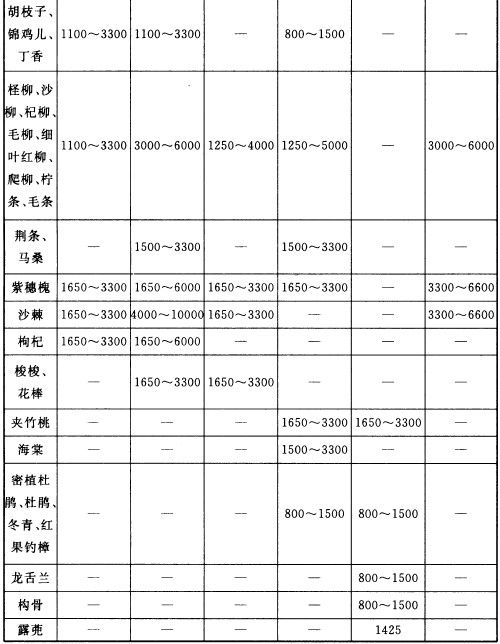 胡枝子、
锦鸡儿、
丁香
1100～3300 1100～3300 — 800～1500 — —
柽柳、沙
柳、杞柳、
毛柳、细
叶红柳、
爬柳、柠
条、毛条
1100～3300 3000～6000 1250～4000 1250～5000 — 3000～6000
荆条、
马桑
— 1500～3300 — 1500～3300 — —
紫穗槐 1650～3300 1650～6000 1650～3300 1650～3300 — 3300～6600
沙棘 1650～3300 4000～10000 1650～3300 — — 3300～6600
枸杞 1650～3300 1650～6000 — — — —
梭梭、
花棒
— 1650～3300 1650～3300 — — —
夹竹桃 — — — 1650～3300 1650～3300 —
海棠 — — — 1500～3300 — —
密植杜
鹃、杜鹃、
冬青、红
果钓樟
— — — 800～1500 800～1500 —
龙舌兰 — — — — 800～1500 —
构骨 — — — — 800～1500 —
露蔸 — — — — 1425 —